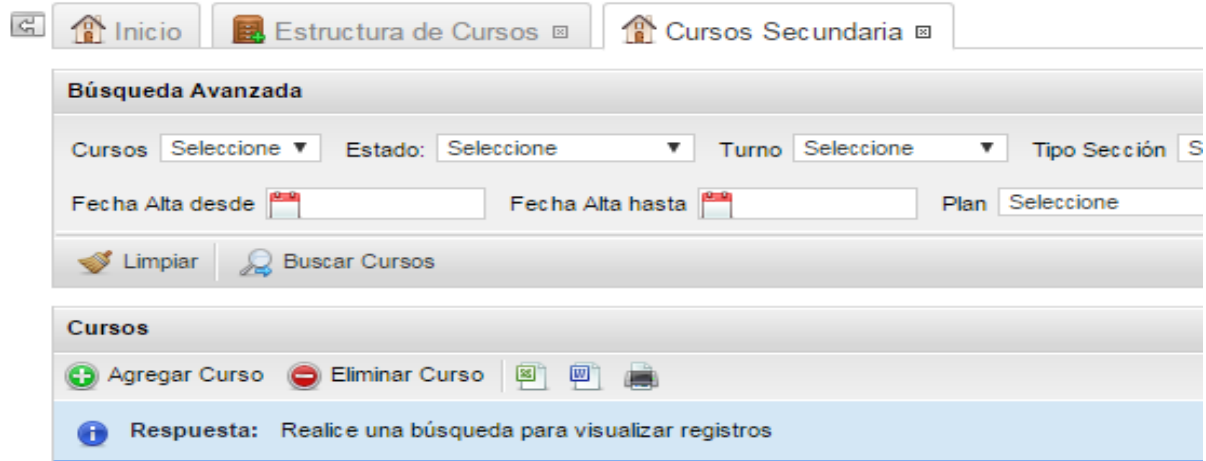 Inicio Estructura de Cursos Cursos Secundaria
Búsqueda Avanzada
Cursos Seleccione Estado: Seleccione Turno Seleccione Tipo Sección S
Fecha Alta desde Fecha Alta hasta Plan Seleccione
Limpiar Buscar Cursos
Cursos
Agregar Curso Eliminar Curso
Respuesta: Realice una búsqueda para visualizar registros